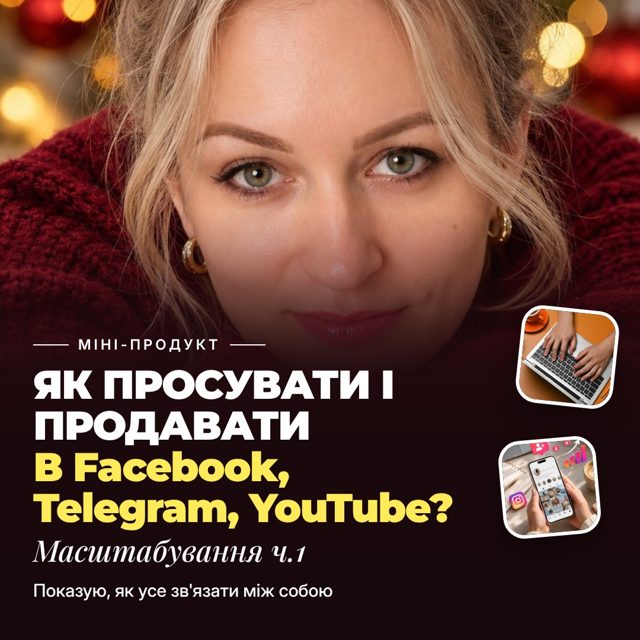 МІНІ-ПРОДУКТ
ЯК ПРОСУВАТИ І
ПРОДАВАТИ
В Facebook,
Telegram, YouTube?
Масштабування ч.1
Показую, як усе зв'язати між собою